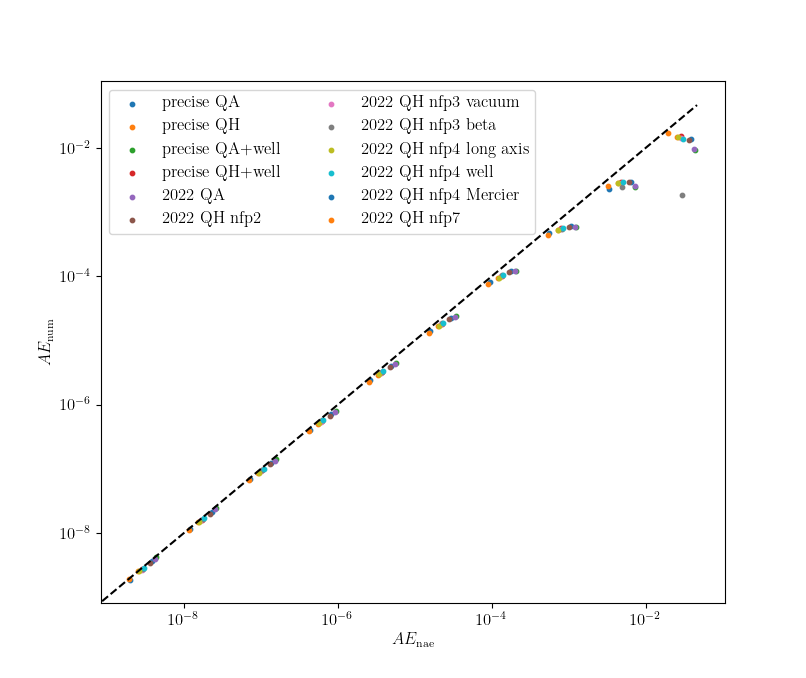 precise QA
precise QH
precise QA+well
precise QH+well
2022 QA
2022 QH nfp2
2022 QH nfp3 vacuum
2022 QH nfp3 beta
2022 QH nfp4 long axis
2022 QH nfp4 well
2022 QH nfp4 Mercier
2022 QH nfp7
10⁻²
10⁻⁴
10⁻⁶
10⁻⁸
AE_num
10⁻⁸ 10⁻⁶ 10⁻⁴ 10⁻²
AE_nae